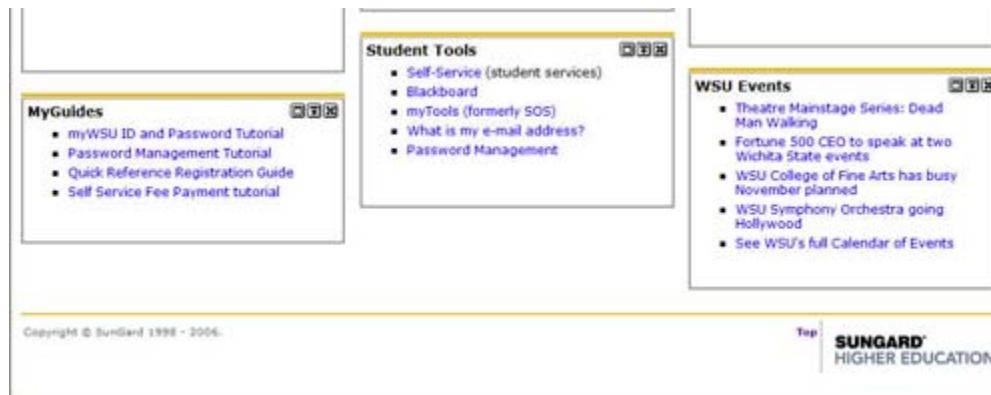 MyGuides
myWSU ID and Password Tutorial
Password Management Tutorial
Quick Reference Registration Guide
Self Service Fee Payment tutorial
Student Tools
Self-Service (student services)
Blackboard
myTools (formerly SOS)
What is my e-mail address?
Password Management
WSU Events
Theatre Mainstage Series: Dead
Man Walking
Fortune 500 CEO to speak at two
Wichita State events
WSU College of Fine Arts has busy
November planned
WSU Symphony Orchestra going
Hollywood
See WSU's full Calendar of Events
Copyright © SunGard 1998 - 2006.
Top
SUNGARD'
HIGHER EDUCATION